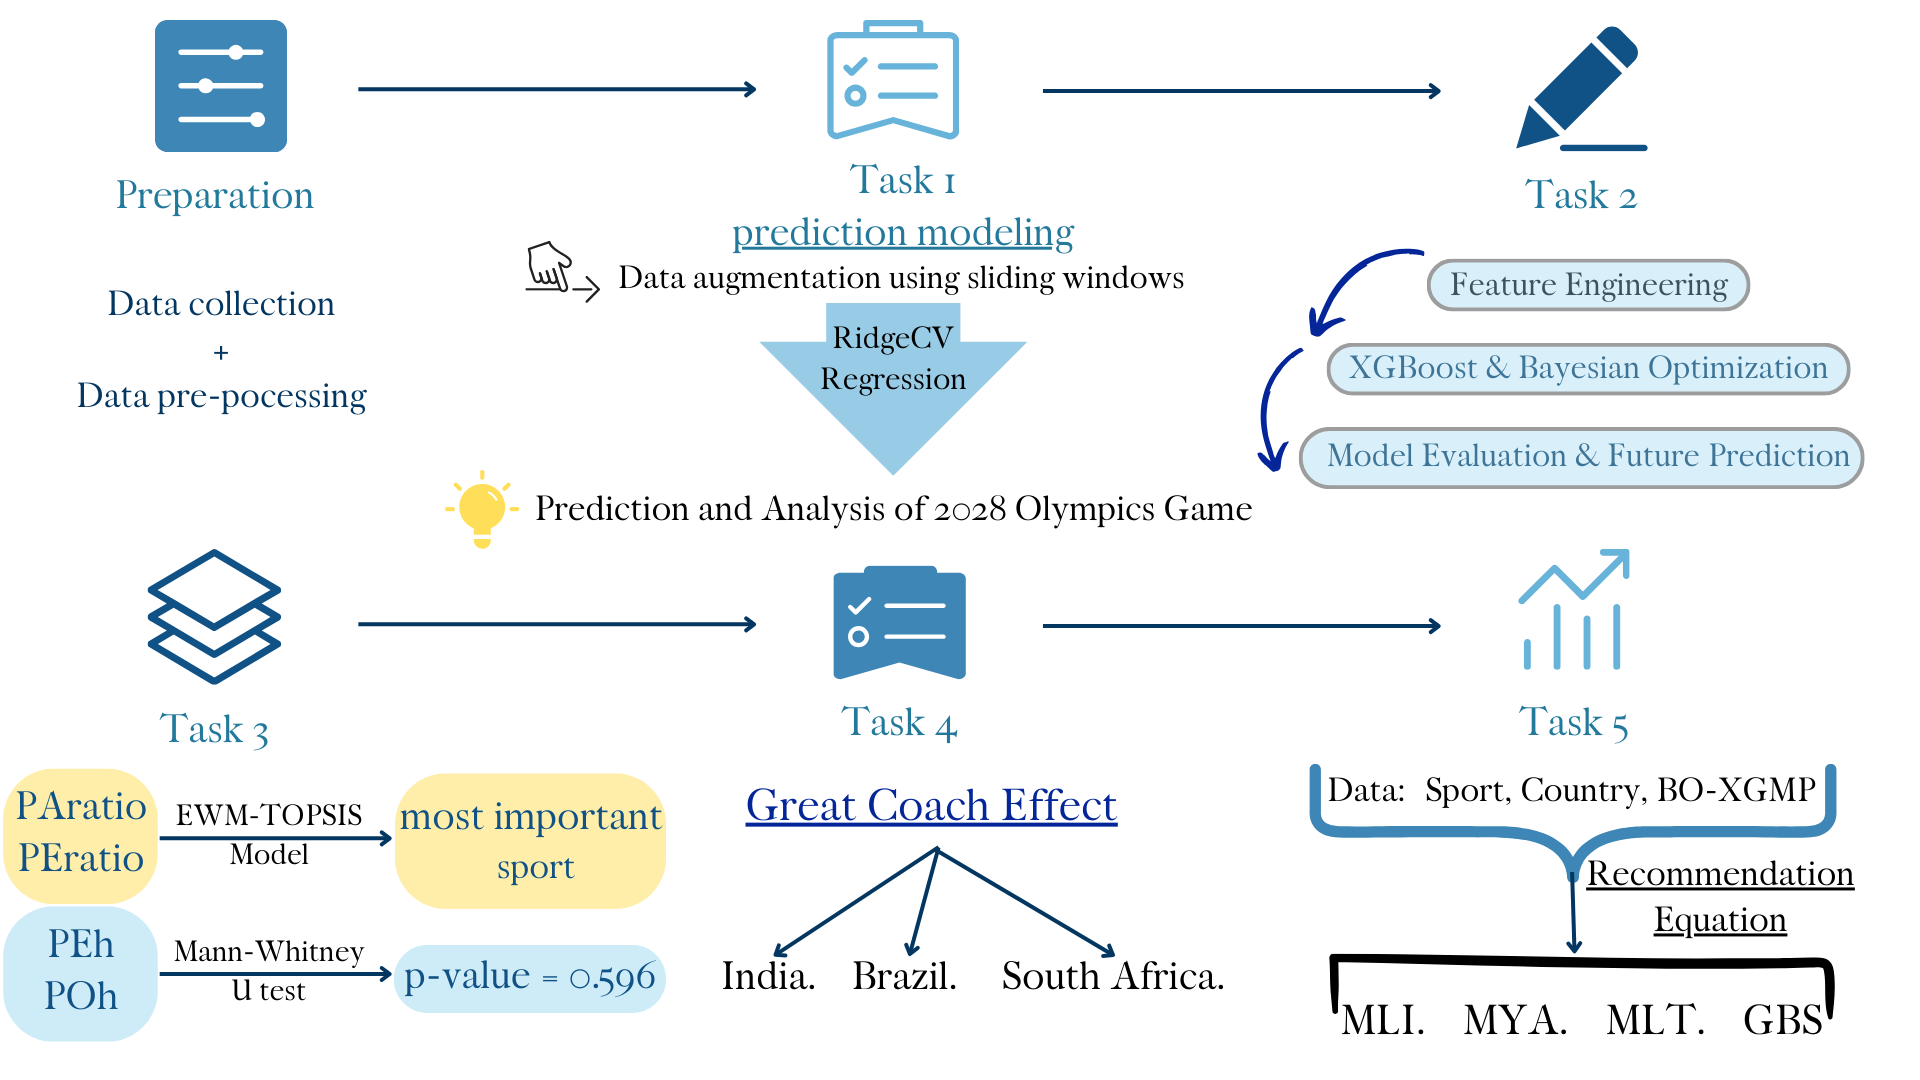 Preparation
Data collection
+
Data pre-pocessing
Task 1
prediction modeling
Data augmentation using sliding windows
RidgeCV
Regression
Prediction and Analysis of 2028 Olympics Game
Task 2
Feature Engineering
XGBoost & Bayesian Optimization
Model Evaluation & Future Prediction
Task 3
PAratio
PEratio
EWM-TOPSIS
Model
most important
sport
PEh
POh
Mann-Whitney
U test
p-value = 0.596
Task 4
Great Coach Effect
India. Brazil. South Africa.
Task 5
Data: Sport, Country, BO-XGMP
Recommendation
Equation
MLI. MYA. MLT. GBS